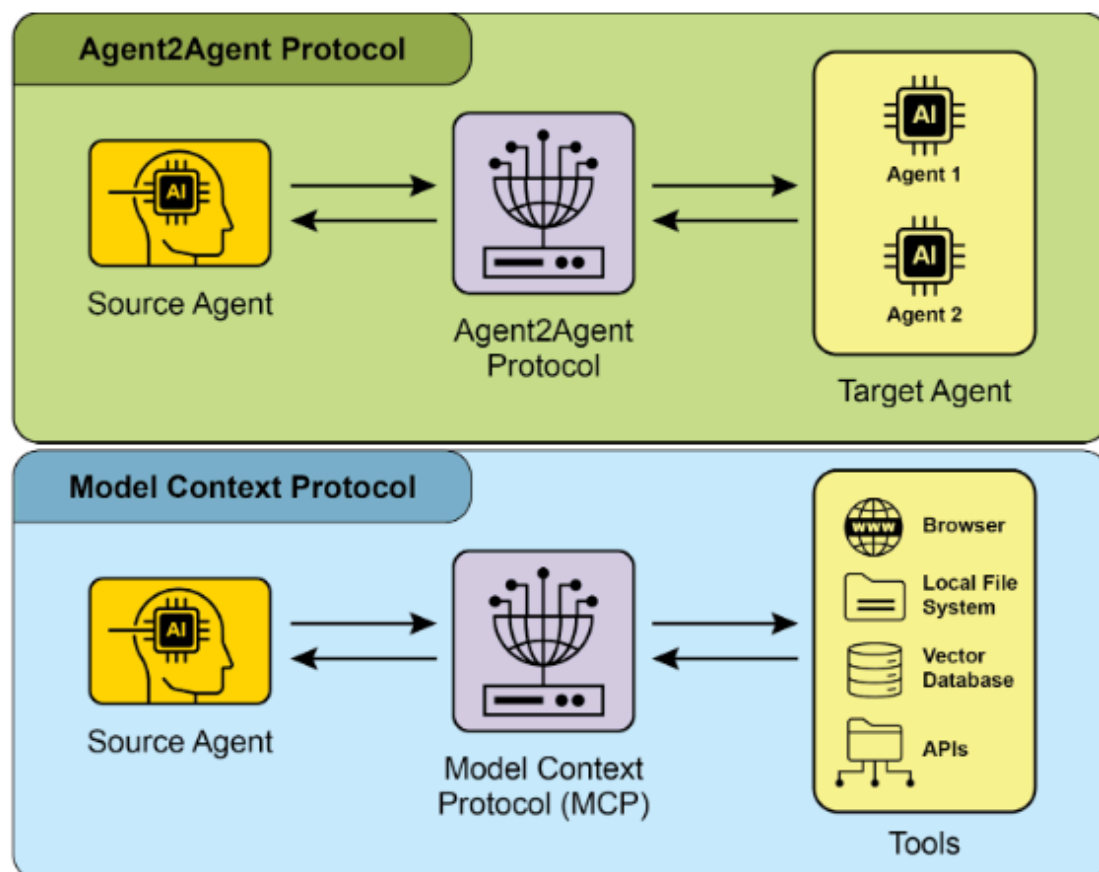 Agent2Agent Protocol
AI
Source Agent
Agent2Agent
Protocol
AI
Agent 1
AI
Agent 2
Target Agent
Model Context Protocol
AI
Source Agent
Model Context
Protocol (MCP)
www
Browser
Local File
System
Vector
Database
APIs
Tools